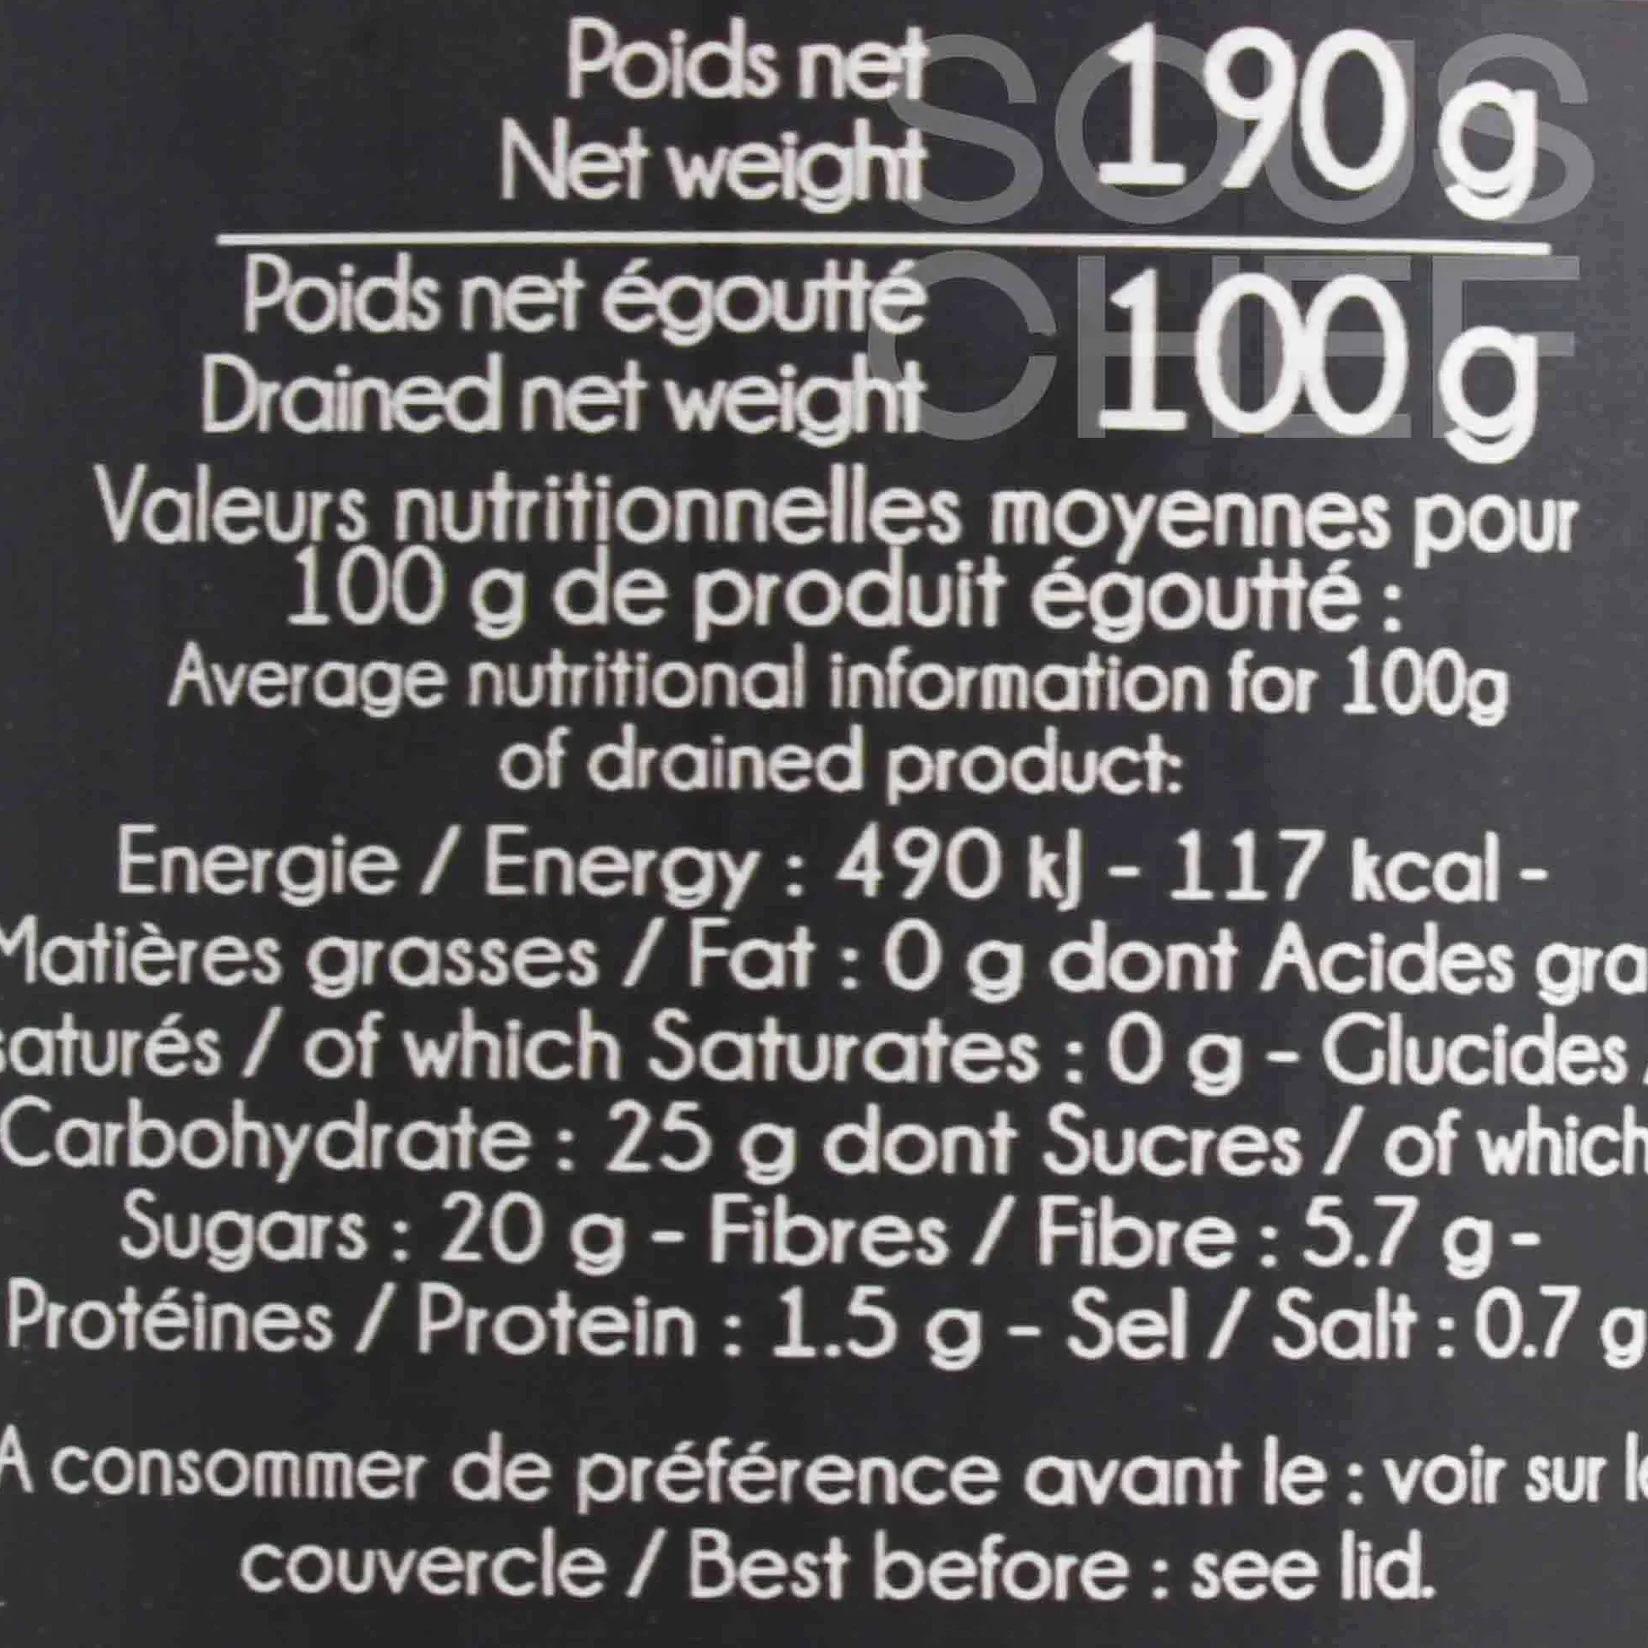 Poids net 190 g
Net weight
Poids net égoutté 100 g
Drained net weight
SOUS
CHEF
Valeurs nutritionnelles moyennes pour
100 g de produit égoutté :
Average nutritional information for 100g
of drained product:
Energie / Energy : 490 kJ - 117 kcal -
Matières grasses / Fat : 0 g dont Acides gra
saturés / of which Saturates : 0 g - Glucides /
Carbohydrate : 25 g dont Sucres / of which
Sugars : 20 g - Fibres / Fibre : 5.7 g -
Protéines / Protein : 1.5 g - Sel / Salt : 0.7 g
A consommer de préférence avant le : voir sur le
couvercle / Best before : see lid.